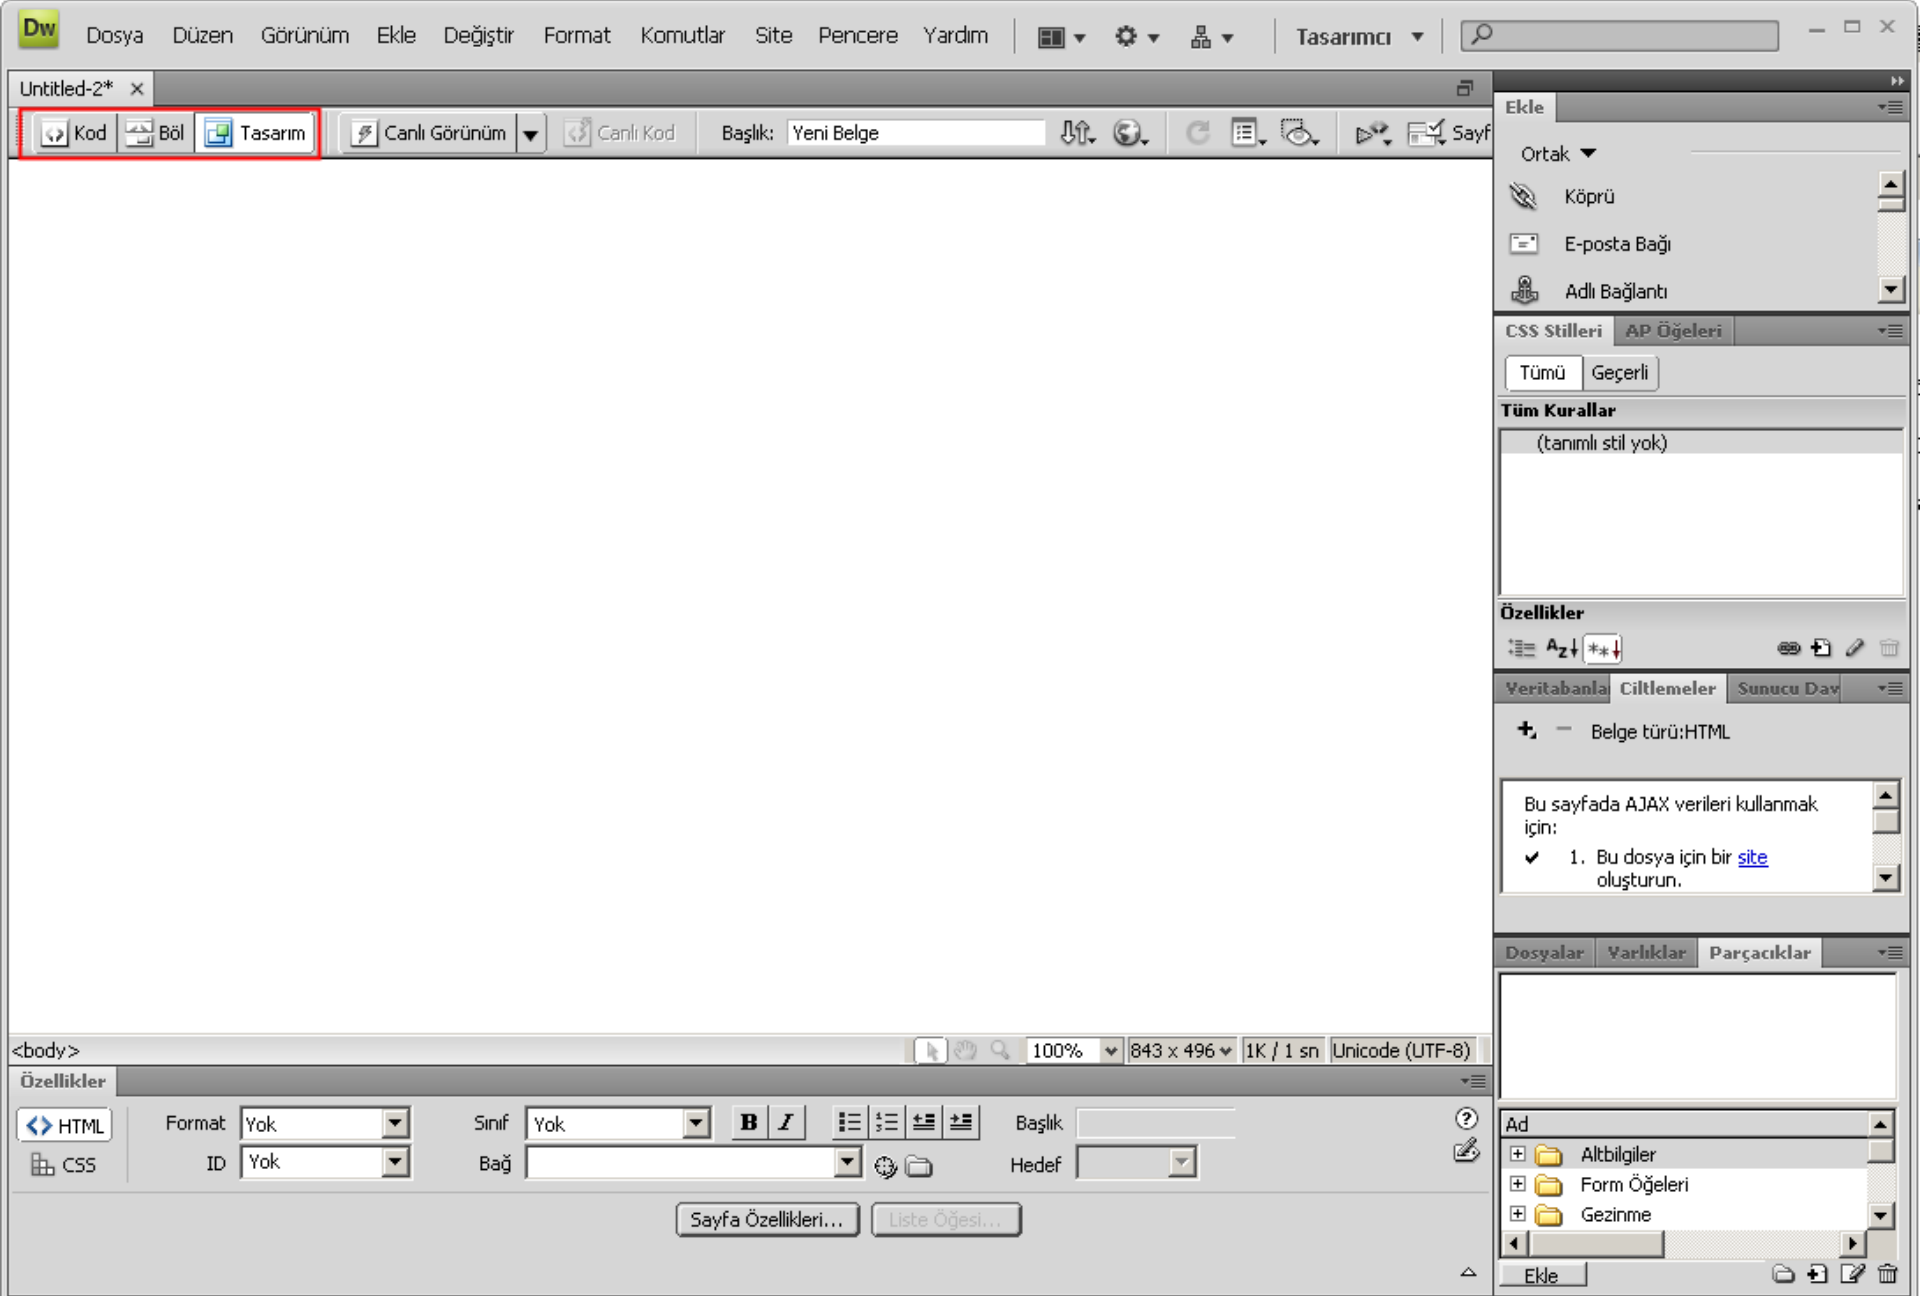 Dw Dosya Düzen Görünüm Ekle Değiştir Format Komutlar Site Pencere Yardım Tasarımcı
Untitled-2*
Kod Böl Tasarım Canlı Görünüm Canlı Kod Başlık: Yeni Belge Sayf
Ekle
Ortak
Köprü
E-posta Bağı
Adlı Bağlantı
CSS Stilleri AP Öğeleri
Tümü Geçerli
Tüm Kurallar
(tanımlı stil yok)
Özellikler
Veritabanla Ciltlemeler Sunucu Dav
Belge türü:HTML
Bu sayfada AJAX verileri kullanmak
için:
1. Bu dosya için bir site
oluşturun.
Dosyalar Varlıklar Parçacıklar
Ad
Altbilgiler
Form Öğeleri
Gezinme
Ekle
<body> 100% 843 x 496 1K / 1 sn Unicode (UTF-8)
Özellikler
HTML Format Yok Sınıf Yok B I Başlık
CSS ID Yok Bağ Hedef
Sayfa Özellikleri... Liste Öğesi...